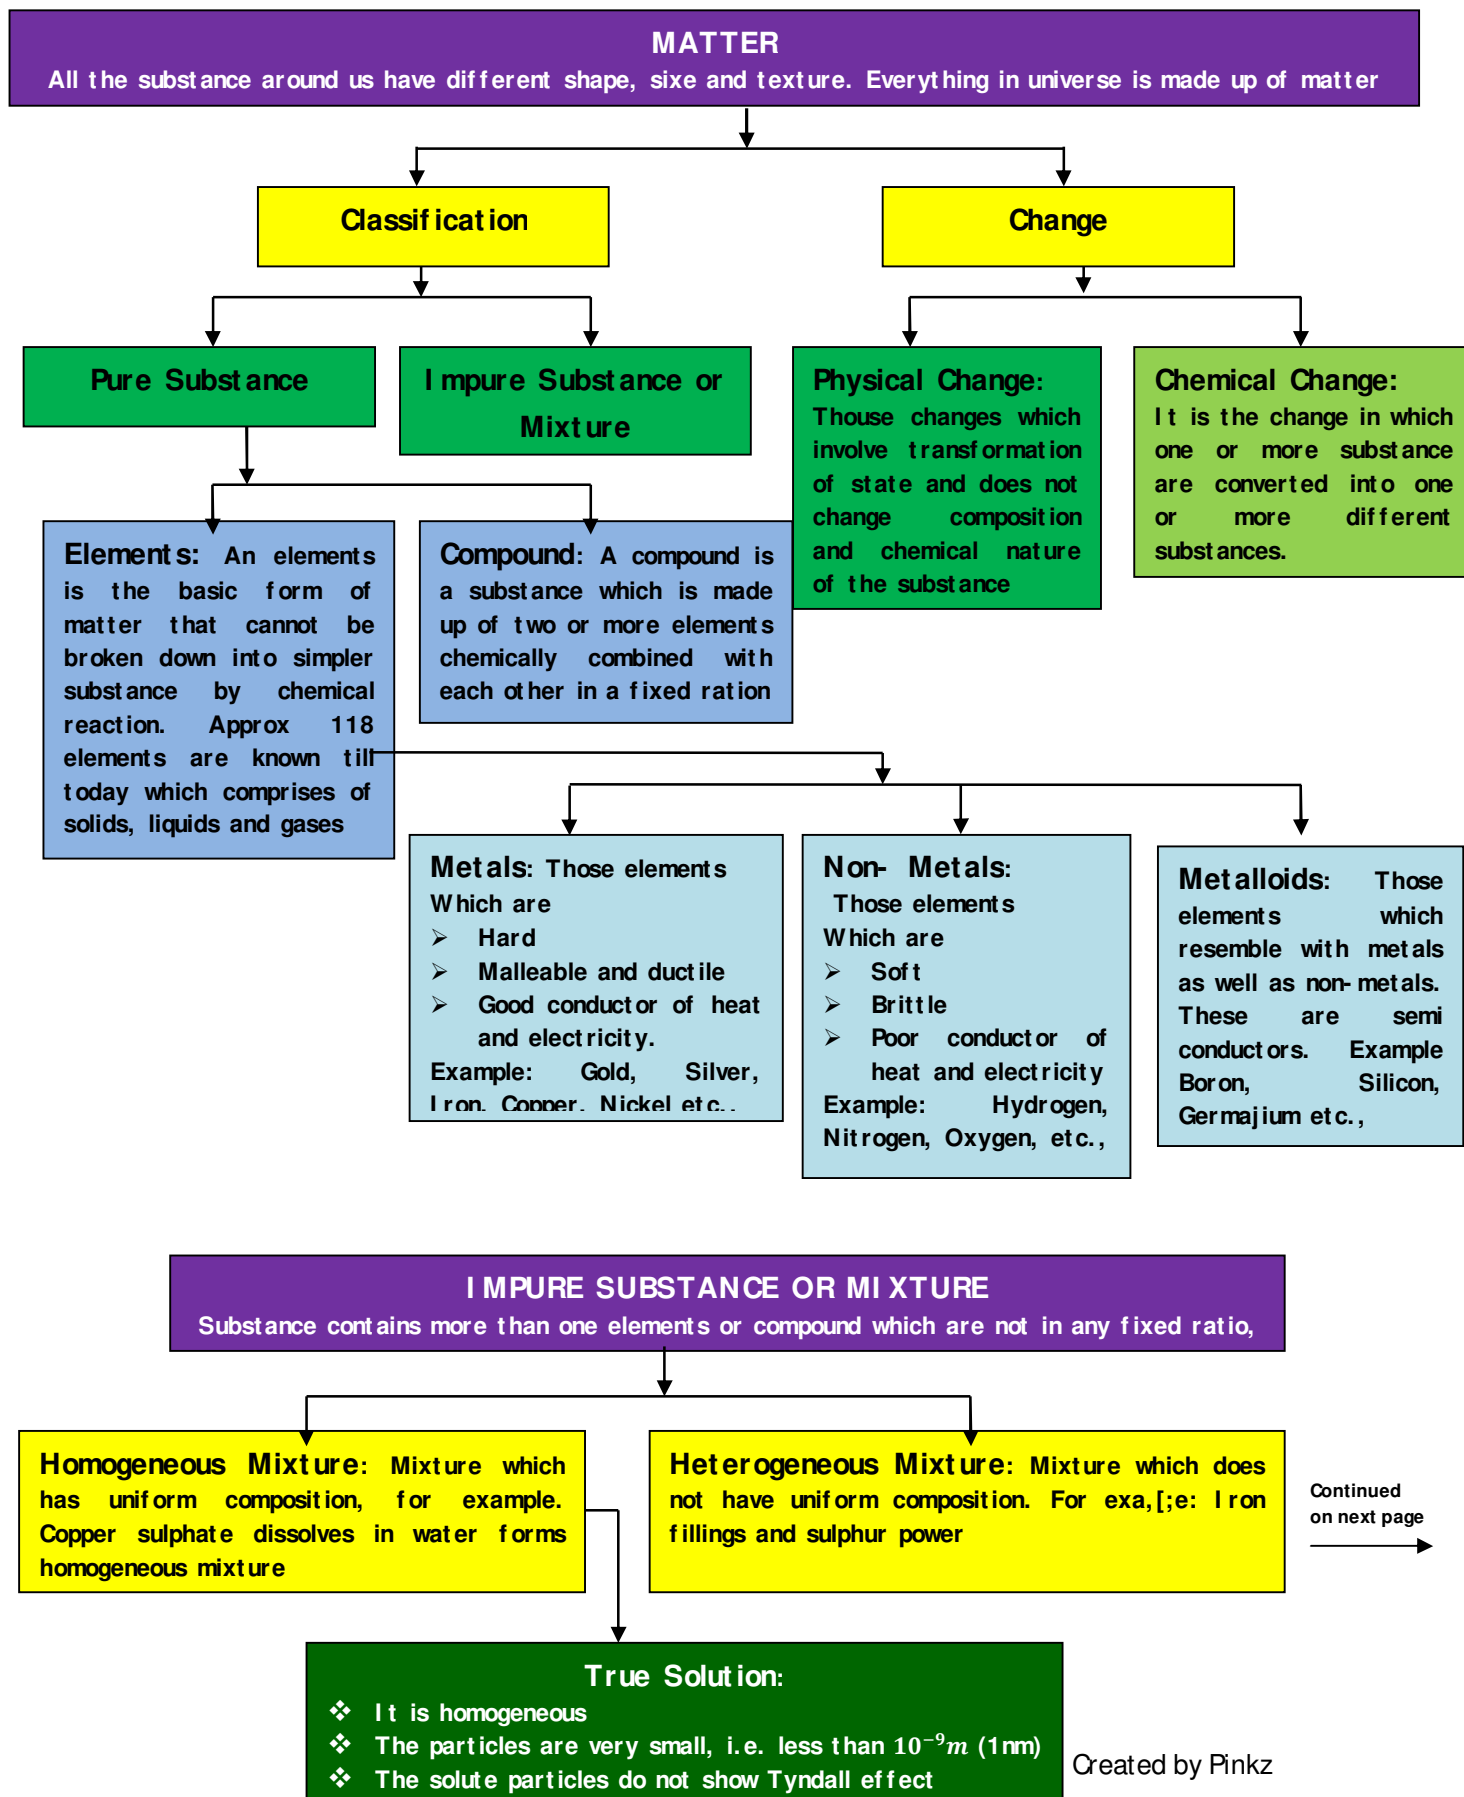 MATTER
All the substance around us have different shape, sixe and texture. Everything in universe is made up of matter
Classification
Change
Pure Substance
Impure Substance or
Mixture
Physical Change:
Thouse changes which
involve transformation
of state and does not
change composition
and chemical nature
of the substance
Chemical Change:
It is the change in which
one or more substance
are converted into one
or more different
substances.
Elements: An elements
is the basic form of
matter that cannot be
broken down into simpler
substance by chemical
reaction. Approx 118
elements are known till
today which comprises of
solids, liquids and gases
Compound: A compound is
a substance which is made
up of two or more elements
chemically combined with
each other in a fixed ration
Metals: Those elements
Which are
➢ Hard
➢ Malleable and ductile
➢ Good conductor of heat
and electricity.
Example: Gold, Silver,
Iron, Copper, Nickel etc.,
Non- Metals:
Those elements
Which are
➢ Soft
➢ Brittle
➢ Poor conductor of
heat and electricity
Example: Hydrogen,
Nitrogen, Oxygen, etc.,
Metalloids: Those
elements which
resemble with metals
as well as non-metals.
These are semi
conductors. Example
Boron, Silicon,
Germajium etc.,
IMPURE SUBSTANCE OR MIXTURE
Substance contains more than one elements or compound which are not in any fixed ratio,
Homogeneous Mixture: Mixture which
has uniform composition, for example.
Copper sulphate dissolves in water forms
homogeneous mixture
Heterogeneous Mixture: Mixture which does
not have uniform composition. For exa,[;e: Iron
fillings and sulphur power
Continued
on next page
True Solution:
❖ It is homogeneous
❖ The particles are very small, i.e. less than 10⁻⁹m (1nm)
❖ The solute particles do not show Tyndall effect
Created by Pinkz